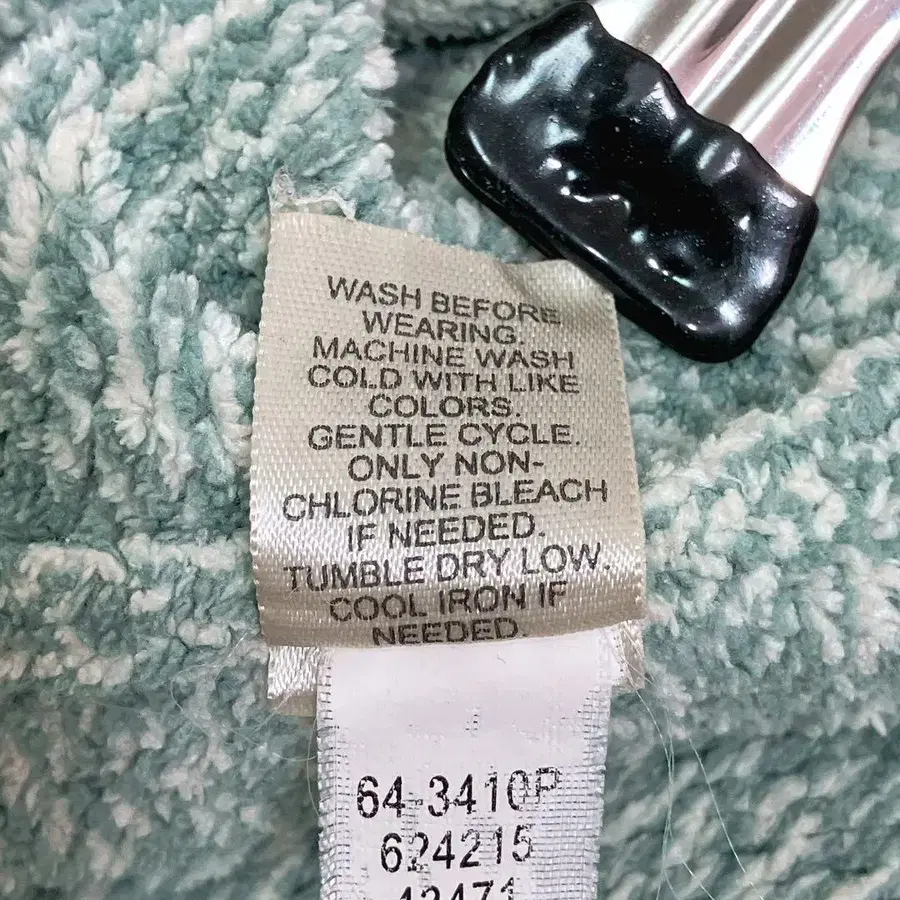 WASH BEFORE
WEARING.
MACHINE WASH
COLD WITH LIKE
COLORS.
GENTLE CYCLE.
ONLY NON-
CHLORINE BLEACH
IF NEEDED.
TUMBLE DRY LOW.
COOL IRON IF
NEEDED.
64-3410P
624215
42471